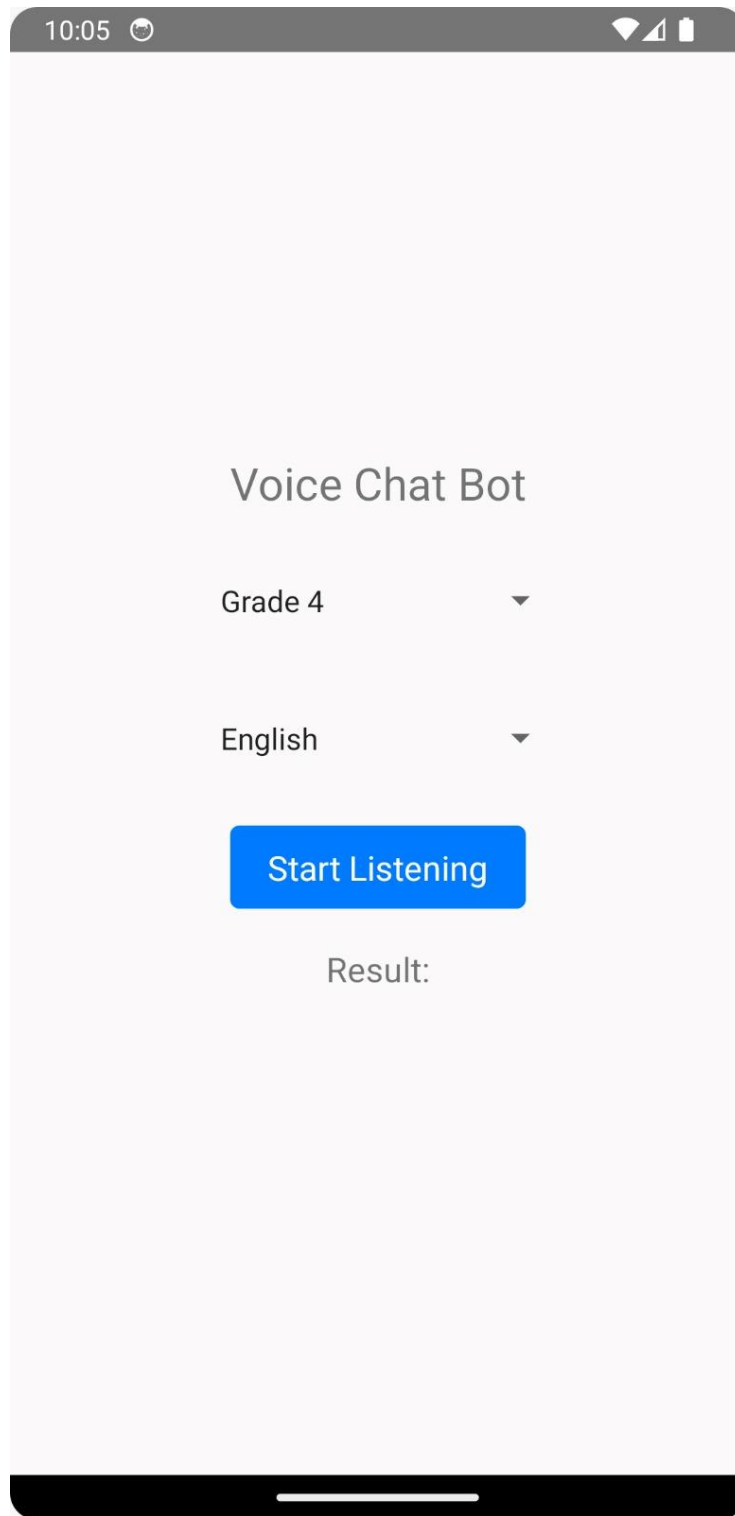 10:05
Voice Chat Bot
Grade 4
English
Start Listening
Result: